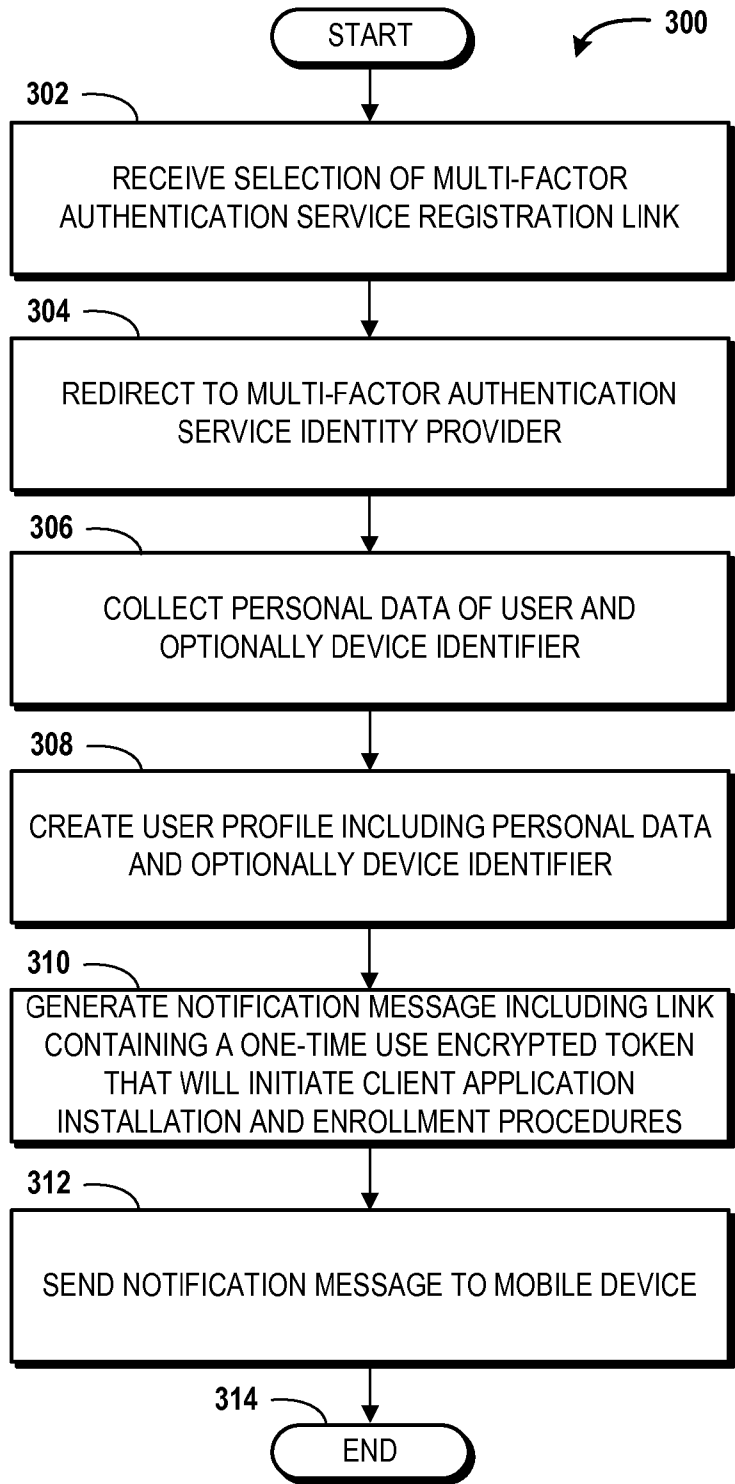 START
300
302
RECEIVE SELECTION OF MULTI-FACTOR
AUTHENTICATION SERVICE REGISTRATION LINK
304
REDIRECT TO MULTI-FACTOR AUTHENTICATION
SERVICE IDENTITY PROVIDER
306
COLLECT PERSONAL DATA OF USER AND
OPTIONALLY DEVICE IDENTIFIER
308
CREATE USER PROFILE INCLUDING PERSONAL DATA
AND OPTIONALLY DEVICE IDENTIFIER
310
GENERATE NOTIFICATION MESSAGE INCLUDING LINK
CONTAINING A ONE-TIME USE ENCRYPTED TOKEN
THAT WILL INITIATE CLIENT APPLICATION
INSTALLATION AND ENROLLMENT PROCEDURES
312
SEND NOTIFICATION MESSAGE TO MOBILE DEVICE
314
END